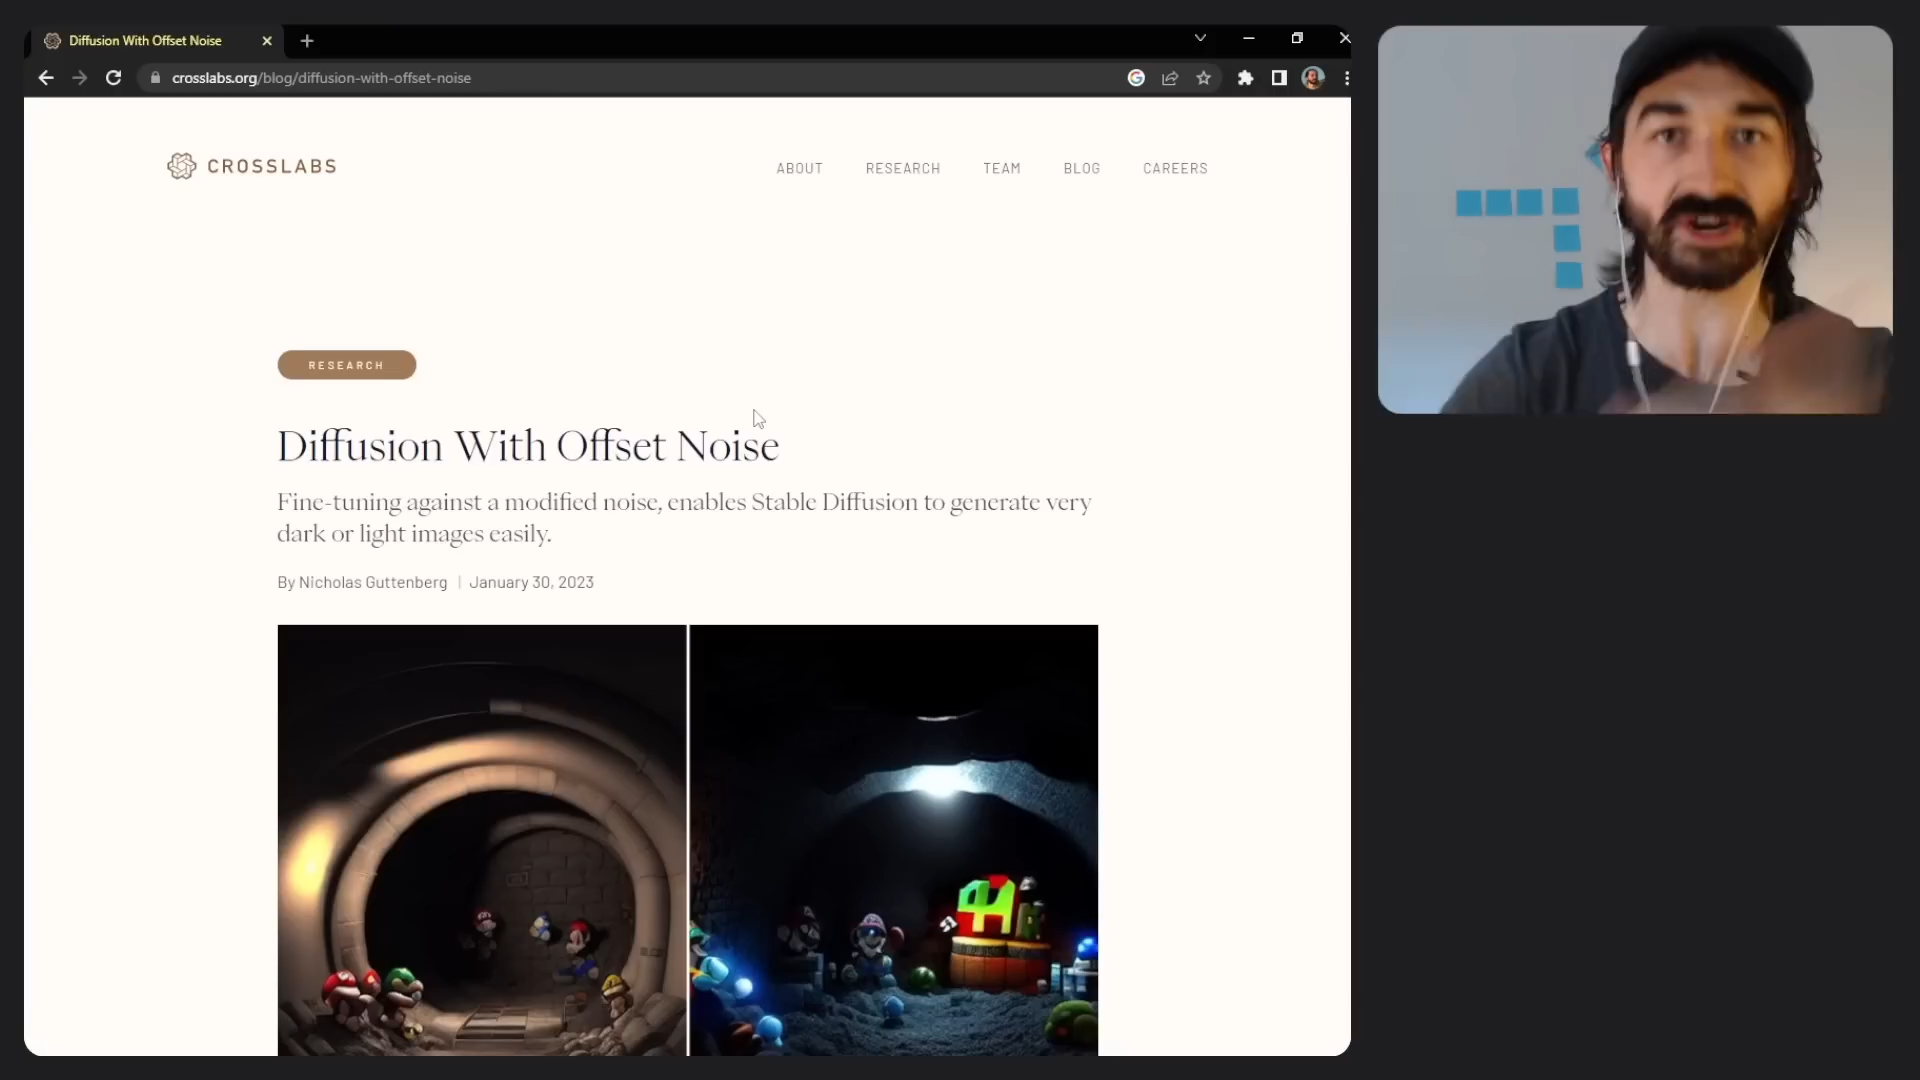 Diffusion With Offset Noise
crosslabs.org/blog/diffusion-with-offset-noise
CROSSLABS
ABOUT
RESEARCH
TEAM
BLOG
CAREERS
RESEARCH
Diffusion With Offset Noise
Fine-tuning against a modified noise, enables Stable Diffusion to generate very
dark or light images easily.
By Nicholas Guttenberg | January 30, 2023